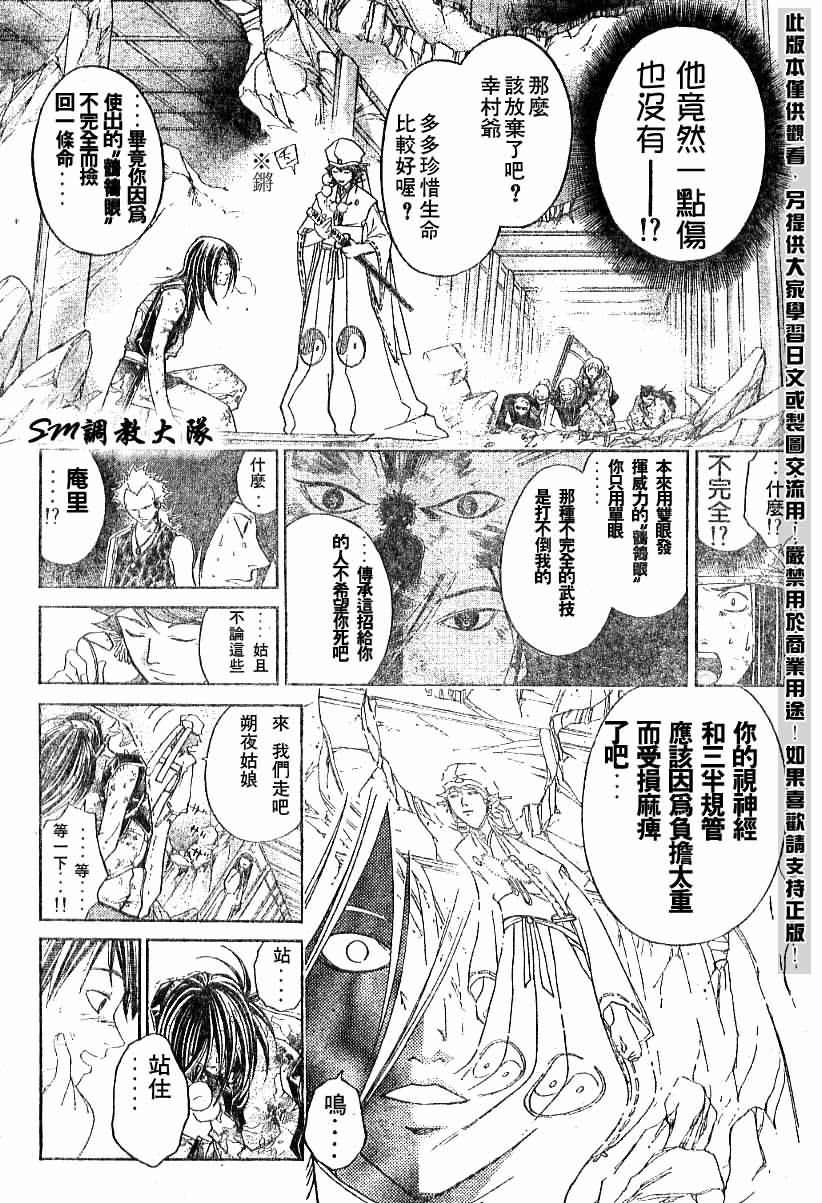 他竟然一點傷
也沒有——!?
那麼
該放棄了吧?
幸村爺
多多珍惜生命
比較好喔?
※鏘
....畢竟你因爲
使出的"鶺鴒眼"
不完全而撿
回一條命....
SM調教大隊
...什麼!?
不完全!?
本來用雙眼發
揮威力的"鶺鴒眼"
你只用單眼....
那種不完全的武技
是打不倒我的
....傳承這招給你
的人不希望你死吧
什麼..
庵里
....!?
....姑且
不論這些
你的視神經
和三半規管
應該因爲負擔太重
而受損麻痺
了吧...
來 我們走吧
朔夜姑娘
等...
等一下...!!
嗚....
站...
站住....
此版本僅供觀看,另提供大家學習日文或製圖交流用!嚴禁用於商業用途!如果喜歡請支持正版!